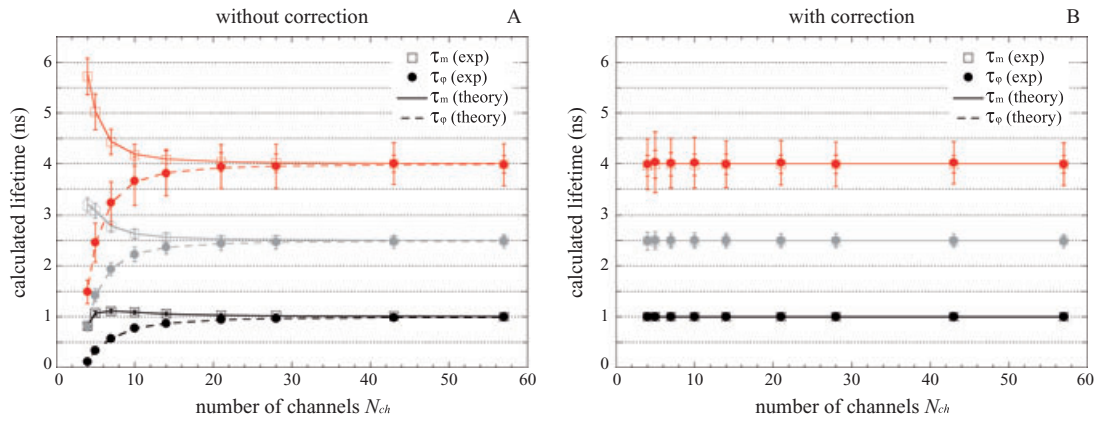 without correction
A
calculated lifetime (ns)
6
5
4
3
2
1
0
τm (exp)
τφ (exp)
τm (theory)
τφ (theory)
0 10 20 30 40 50 60
number of channels Nch
with correction
B
calculated lifetime (ns)
6
5
4
3
2
1
0
τm (exp)
τφ (exp)
τm (theory)
τφ (theory)
0 10 20 30 40 50 60
number of channels Nch